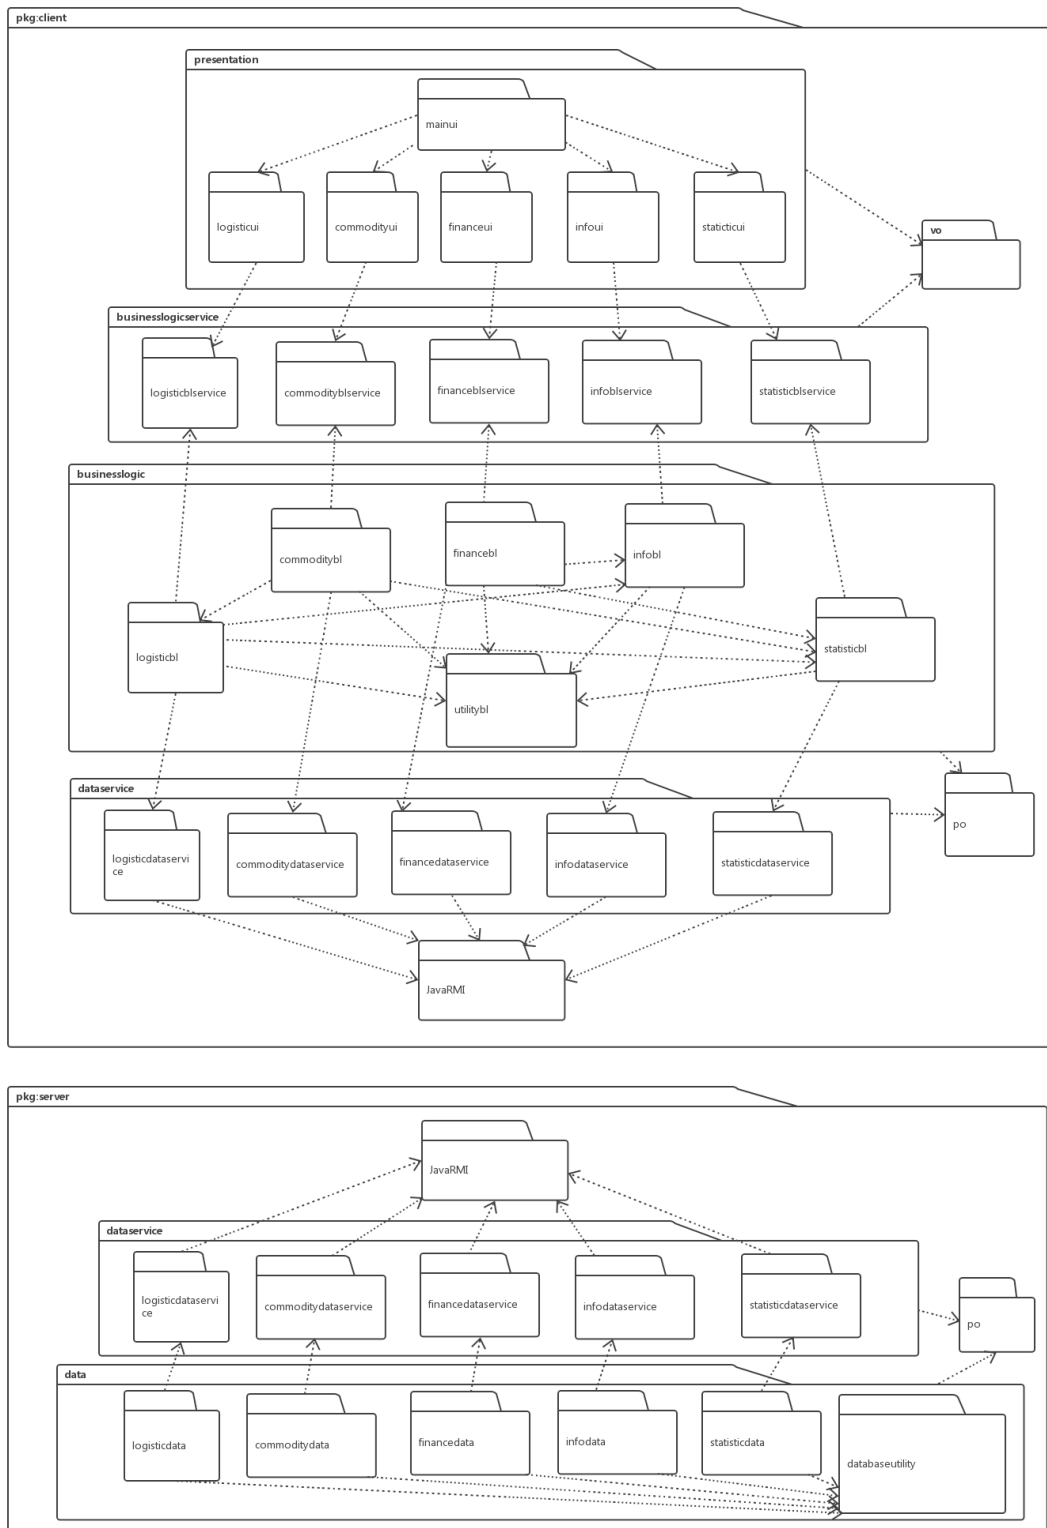 pkg:client
presentation
mainui
logisticui
commodityui
financeui
infoui
staticticui
vo
businesslogicservice
logisticblservice
commodityblservice
financeblservice
infoblservice
statisticblservice
businesslogic
commoditybl
financebl
infobl
logisticbl
statisticbl
utilitybl
dataservice
logisticdataservi
ce
commoditydataservice
financedataservice
infodataservice
statisticdataservice
po
JavaRMI
pkg:server
JavaRMI
dataservice
logisticdataservi
ce
commoditydataservice
financedataservice
infodataservice
statisticdataservice
po
data
logisticdata
commoditydata
financedata
infodata
statisticdata
databaseutility